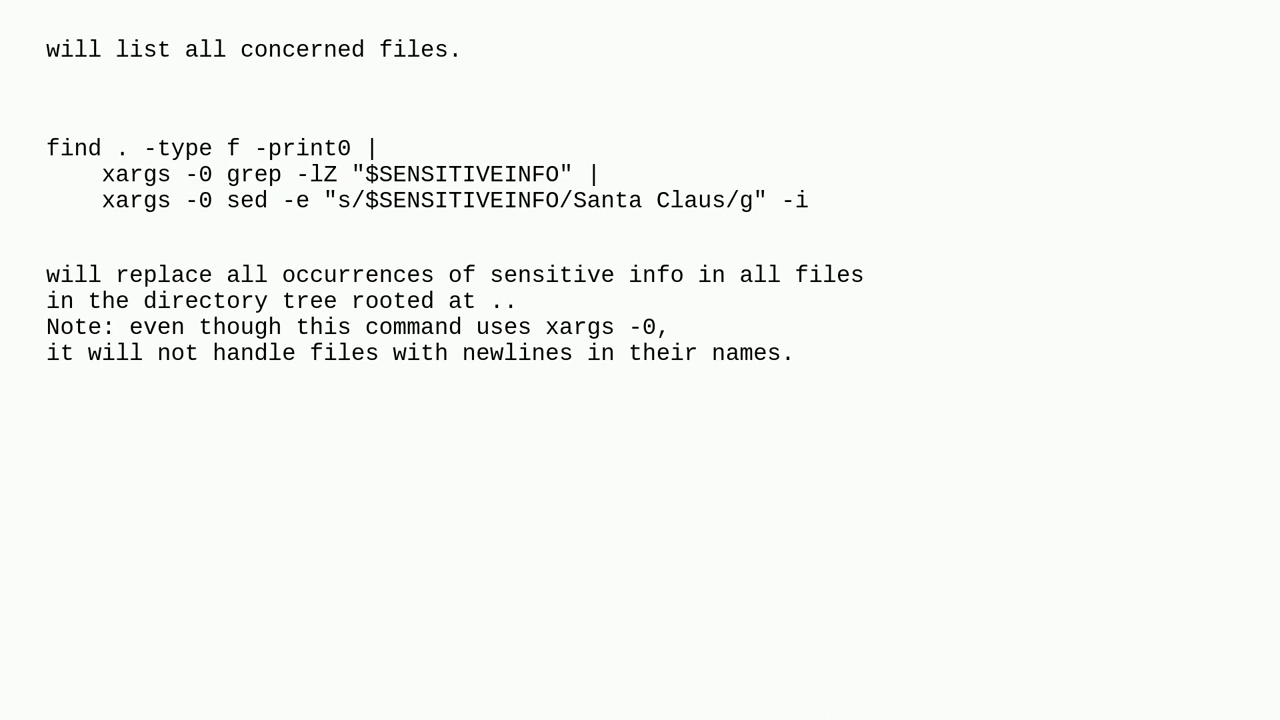 will list all concerned files.
find . -type f -print0 |
    xargs -0 grep -lZ "$SENSITIVEINFO" |
    xargs -0 sed -e "s/$SENSITIVEINFO/Santa Claus/g" -i
will replace all occurrences of sensitive info in all files
in the directory tree rooted at ..
Note: even though this command uses xargs -0,
it will not handle files with newlines in their names.